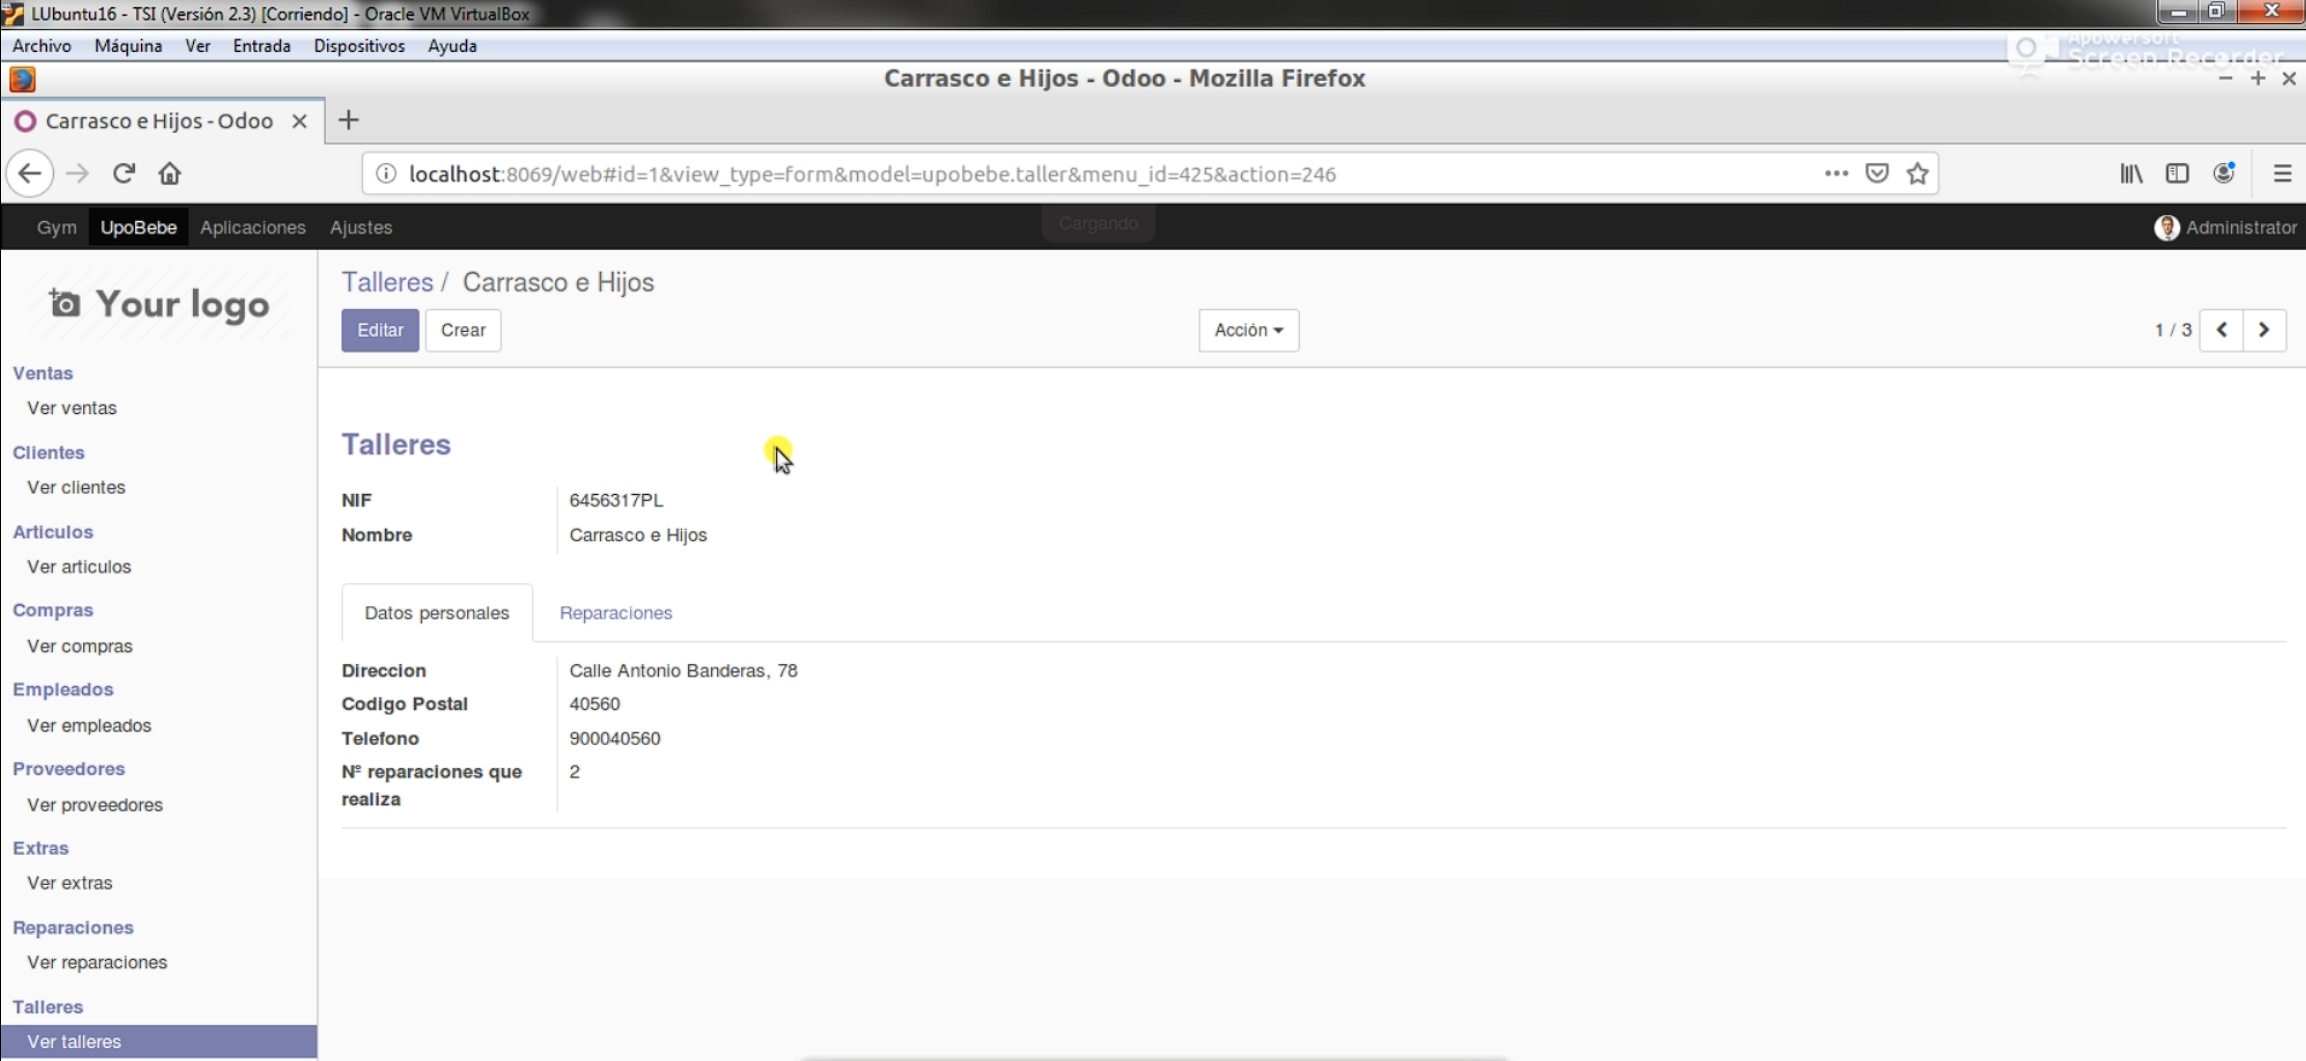 LUbuntu16 - TSI (Versión 2.3) [Corriendo] - Oracle VM VirtualBox
Archivo Máquina Ver Entrada Dispositivos Ayuda
Apowersoft
Screen Recorder
Carrasco e Hijos - Odoo - Mozilla Firefox
Carrasco e Hijos - Odoo
localhost:8069/web#id=1&view_type=form&model=upobebe.taller&menu_id=425&action=246
Gym UpoBebe Aplicaciones Ajustes Cargando Administrator
Your logo
Ventas
Ver ventas
Clientes
Ver clientes
Articulos
Ver articulos
Compras
Ver compras
Empleados
Ver empleados
Proveedores
Ver proveedores
Extras
Ver extras
Reparaciones
Ver reparaciones
Talleres
Ver talleres
Talleres / Carrasco e Hijos
Editar Crear Acción 1 / 3
Talleres
NIF 6456317PL
Nombre Carrasco e Hijos
Datos personales Reparaciones
Direccion Calle Antonio Banderas, 78
Codigo Postal 40560
Telefono 900040560
Nº reparaciones que 2
realiza